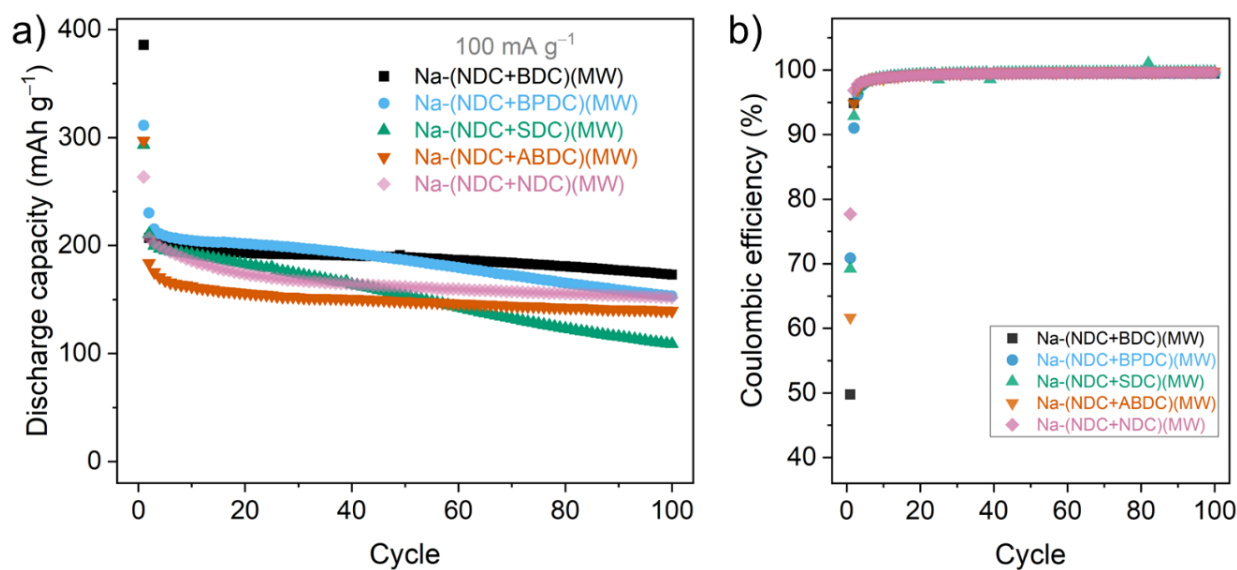 a)
100 mA g⁻¹
Na-(NDC+BDC)(MW)
Na-(NDC+BPDC)(MW)
Na-(NDC+SDC)(MW)
Na-(NDC+ABDC)(MW)
Na-(NDC+NDC)(MW)
Discharge capacity (mAh g⁻¹)
400
300
200
100
0
0 20 40 60 80 100
Cycle
b)
Coulombic efficiency (%)
100
90
80
70
60
50
40
Na-(NDC+BDC)(MW)
Na-(NDC+BPDC)(MW)
Na-(NDC+SDC)(MW)
Na-(NDC+ABDC)(MW)
Na-(NDC+NDC)(MW)
0 20 40 60 80 100
Cycle